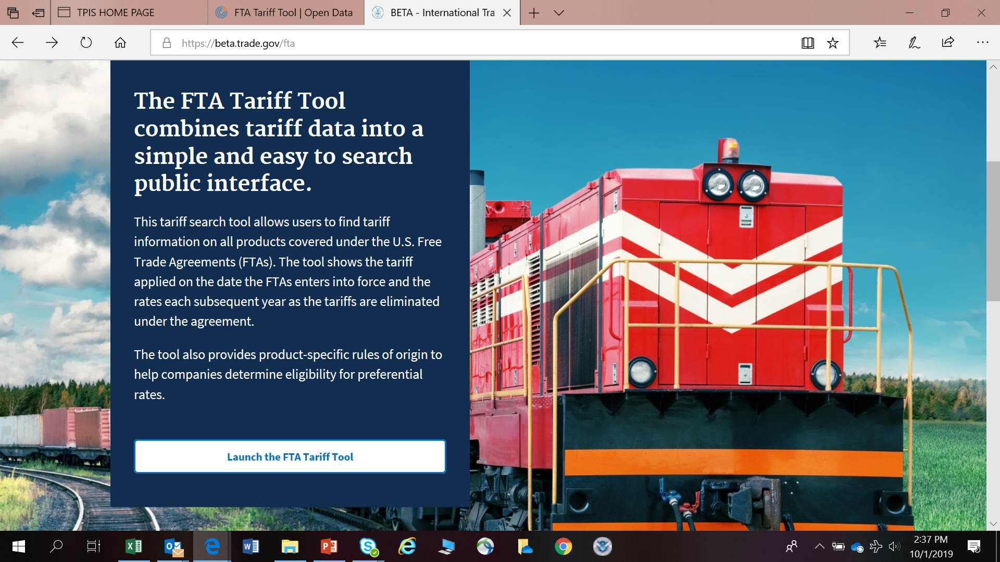 TPIS HOME PAGE
FTA Tariff Tool | Open Data
BETA - International Tra
https://beta.trade.gov/fta
The FTA Tariff Tool
combines tariff data into a
simple and easy to search
public interface.
This tariff search tool allows users to find tariff
information on all products covered under the U.S. Free
Trade Agreements (FTAs). The tool shows the tariff
applied on the date the FTAs enters into force and the
rates each subsequent year as the tariffs are eliminated
under the agreement.
The tool also provides product-specific rules of origin to
help companies determine eligibility for preferential
rates.
Launch the FTA Tariff Tool
2:37 PM
10/1/2019